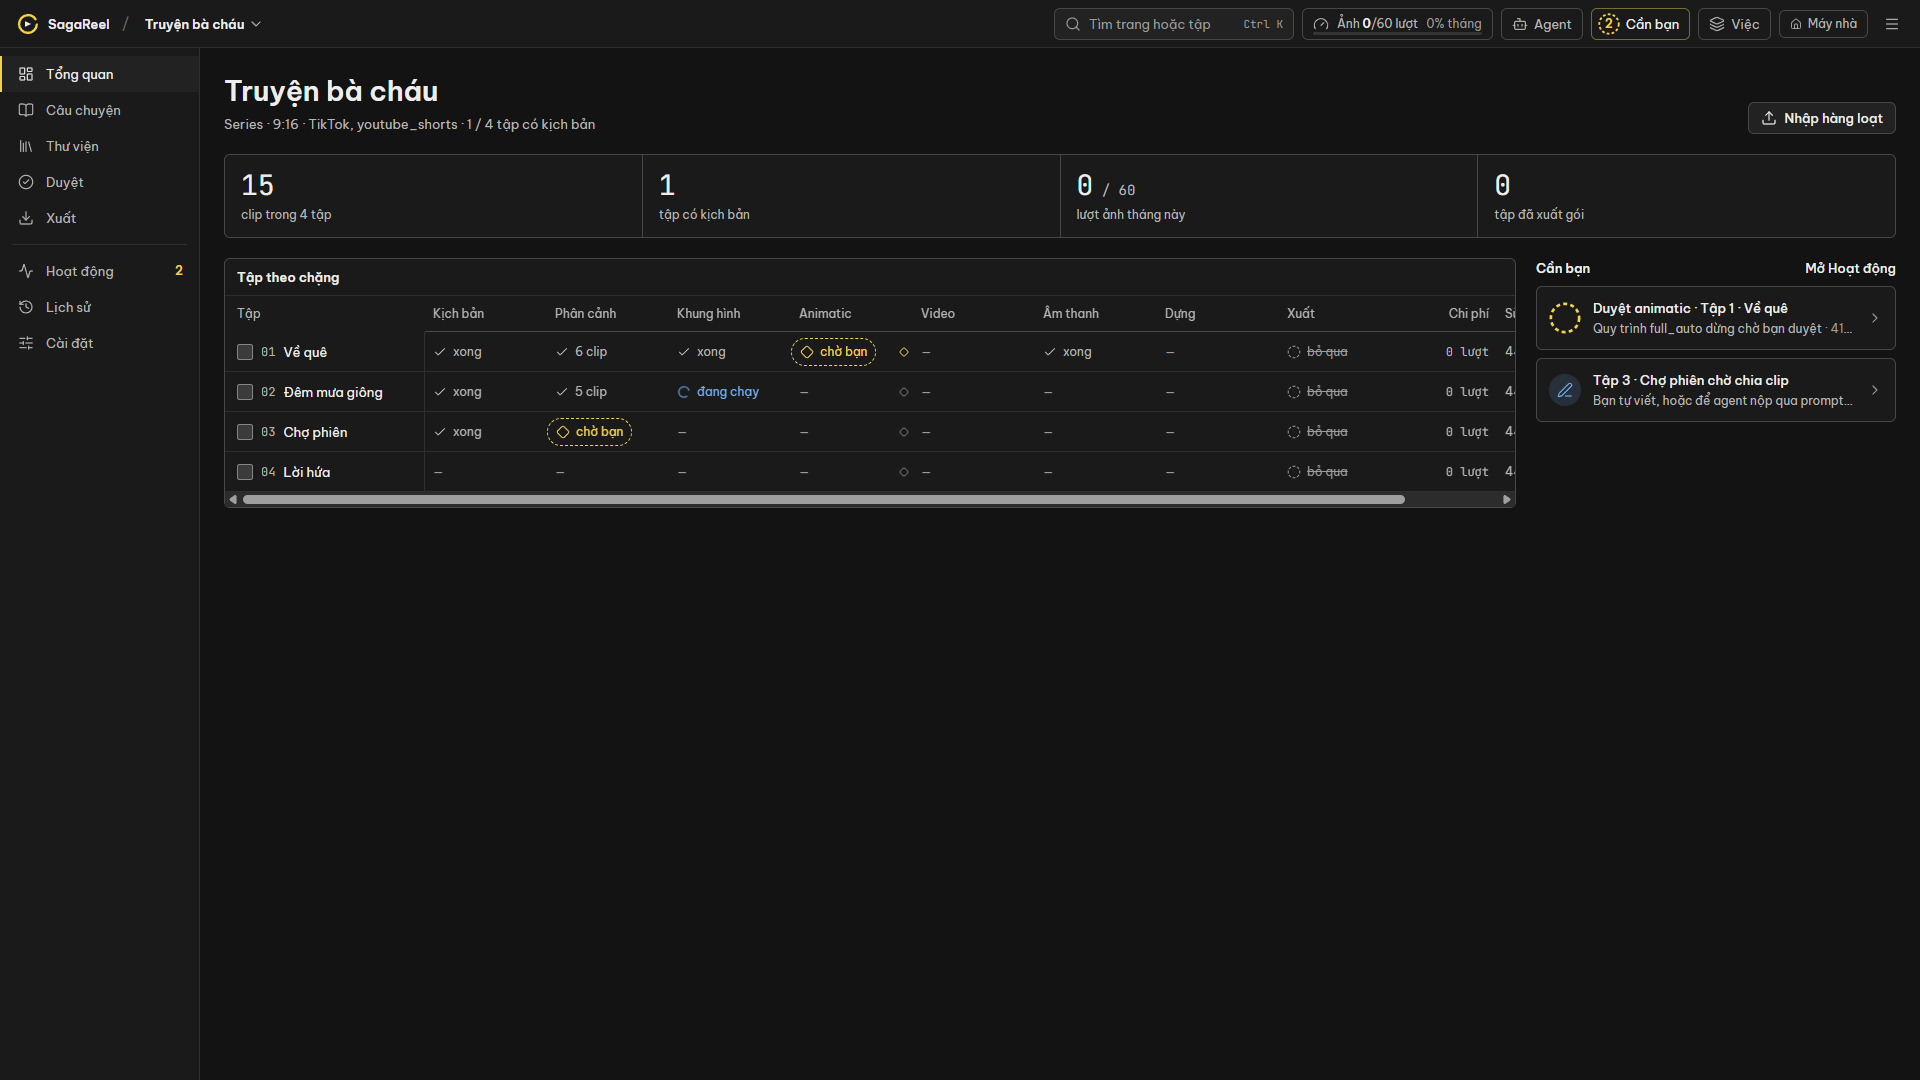 SagaReel / Truyện bà cháu
Tìm trang hoặc tập Ctrl K
Ảnh 0/60 lượt 0% tháng
Agent
2 Cần bạn
Việc
Máy nhà
Tổng quan
Câu chuyện
Thư viện
Duyệt
Xuất
Hoạt động 2
Lịch sử
Cài đặt
Truyện bà cháu
Series · 9:16 · TikTok, youtube_shorts · 1 / 4 tập có kịch bản
Nhập hàng loạt
15
clip trong 4 tập
1
tập có kịch bản
0 / 60
lượt ảnh tháng này
0
tập đã xuất gói
Tập theo chặng
Tập Kịch bản Phân cảnh Khung hình Animatic Video Âm thanh Dựng Xuất Chi phí
01 Về quê xong 6 clip xong chờ bạn – xong – bỏ qua 0 lượt
02 Đêm mưa giông xong 5 clip đang chạy – – – – bỏ qua 0 lượt
03 Chợ phiên xong chờ bạn – – – – – bỏ qua 0 lượt
04 Lời hứa – – – – – – – bỏ qua 0 lượt
Cần bạn
Mở Hoạt động
Duyệt animatic · Tập 1 · Về quê
Quy trình full_auto dừng chờ bạn duyệt · 41...
Tập 3 · Chợ phiên chờ chia clip
Bạn tự viết, hoặc để agent nộp qua prompt...